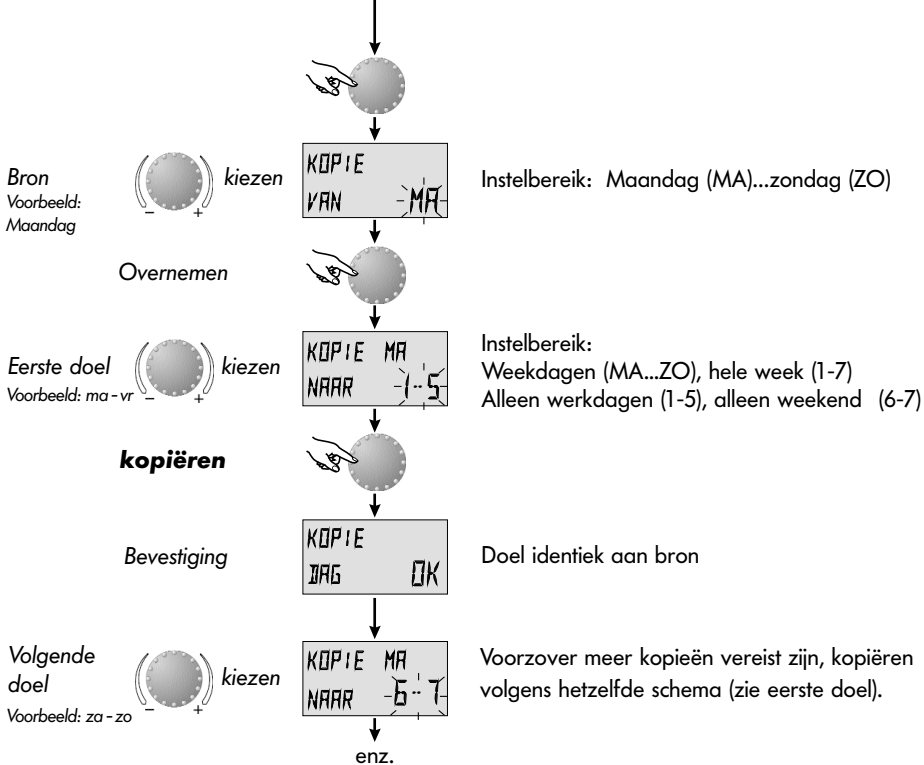 Bron
Voorbeeld:
Maandag
- +
kiezen
KOPIE
VAN MA
Instelbereik: Maandag (MA)...zondag (ZO)
Overnemen
Eerste doel
Voorbeeld: ma - vr
- +
kiezen
KOPIE MA
NAAR 1-5
Instelbereik:
Weekdagen (MA...ZO), hele week (1-7)
Alleen werkdagen (1-5), alleen weekend (6-7)
kopiëren
Bevestiging
KOPIE
DAG OK
Doel identiek aan bron
Volgende
doel
Voorbeeld: za - zo
- +
kiezen
KOPIE MA
NAAR 6-7
Voorzover meer kopieën vereist zijn, kopiëren
volgens hetzelfde schema (zie eerste doel).
enz.